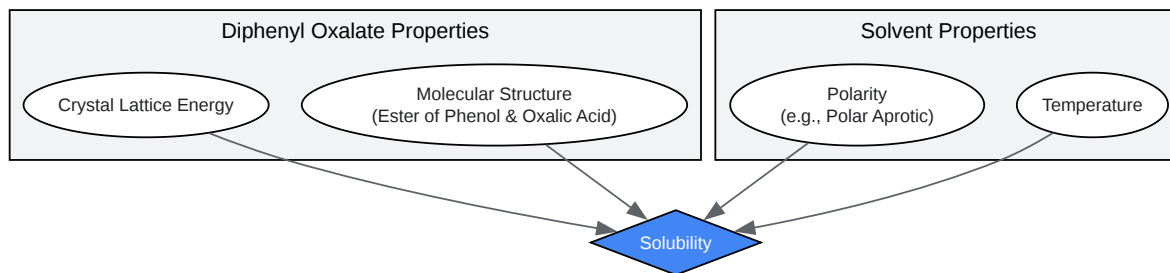 Diphenyl Oxalate Properties
Solvent Properties
Crystal Lattice Energy
Molecular Structure
(Ester of Phenol & Oxalic Acid)
Polarity
(e.g., Polar Aprotic)
Temperature
Solubility